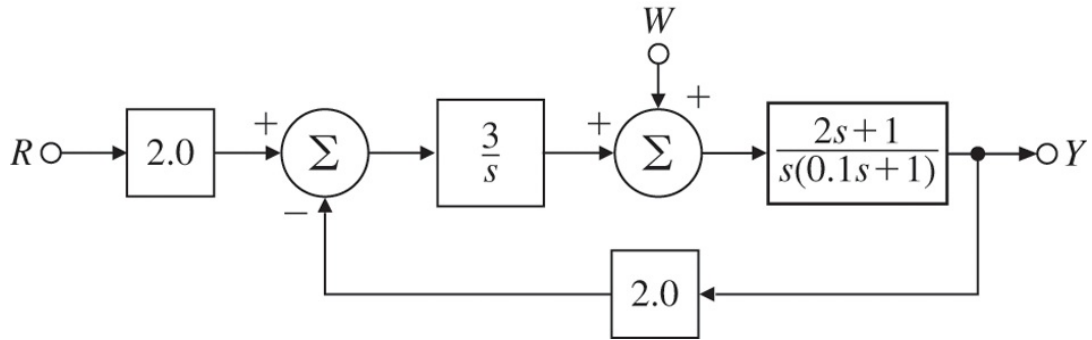 W
R 2.0 + Σ 3/s + Σ + (2s+1)/(s(0.1s+1)) Y
−
2.0